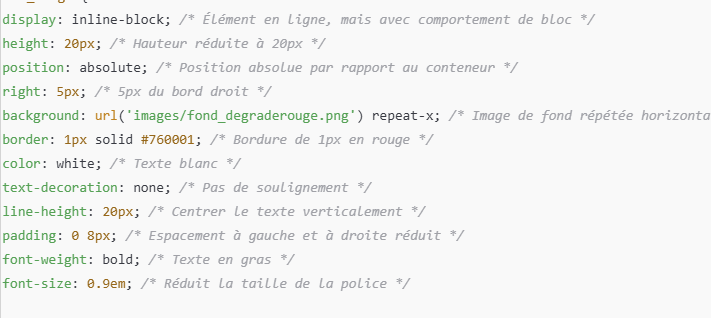 display: inline-block; /* Élément en ligne, mais avec comportement de bloc */
height: 20px; /* Hauteur réduite à 20px */
position: absolute; /* Position absolue par rapport au conteneur */
right: 5px; /* 5px du bord droit */
background: url('images/fond_degraderouge.png') repeat-x; /* Image de fond répétée horizonta
border: 1px solid #760001; /* Bordure de 1px en rouge */
color: white; /* Texte blanc */
text-decoration: none; /* Pas de soulignement */
line-height: 20px; /* Centrer le texte verticalement */
padding: 0 8px; /* Espacement à gauche et à droite réduit */
font-weight: bold; /* Texte en gras */
font-size: 0.9em; /* Réduit la taille de la police */